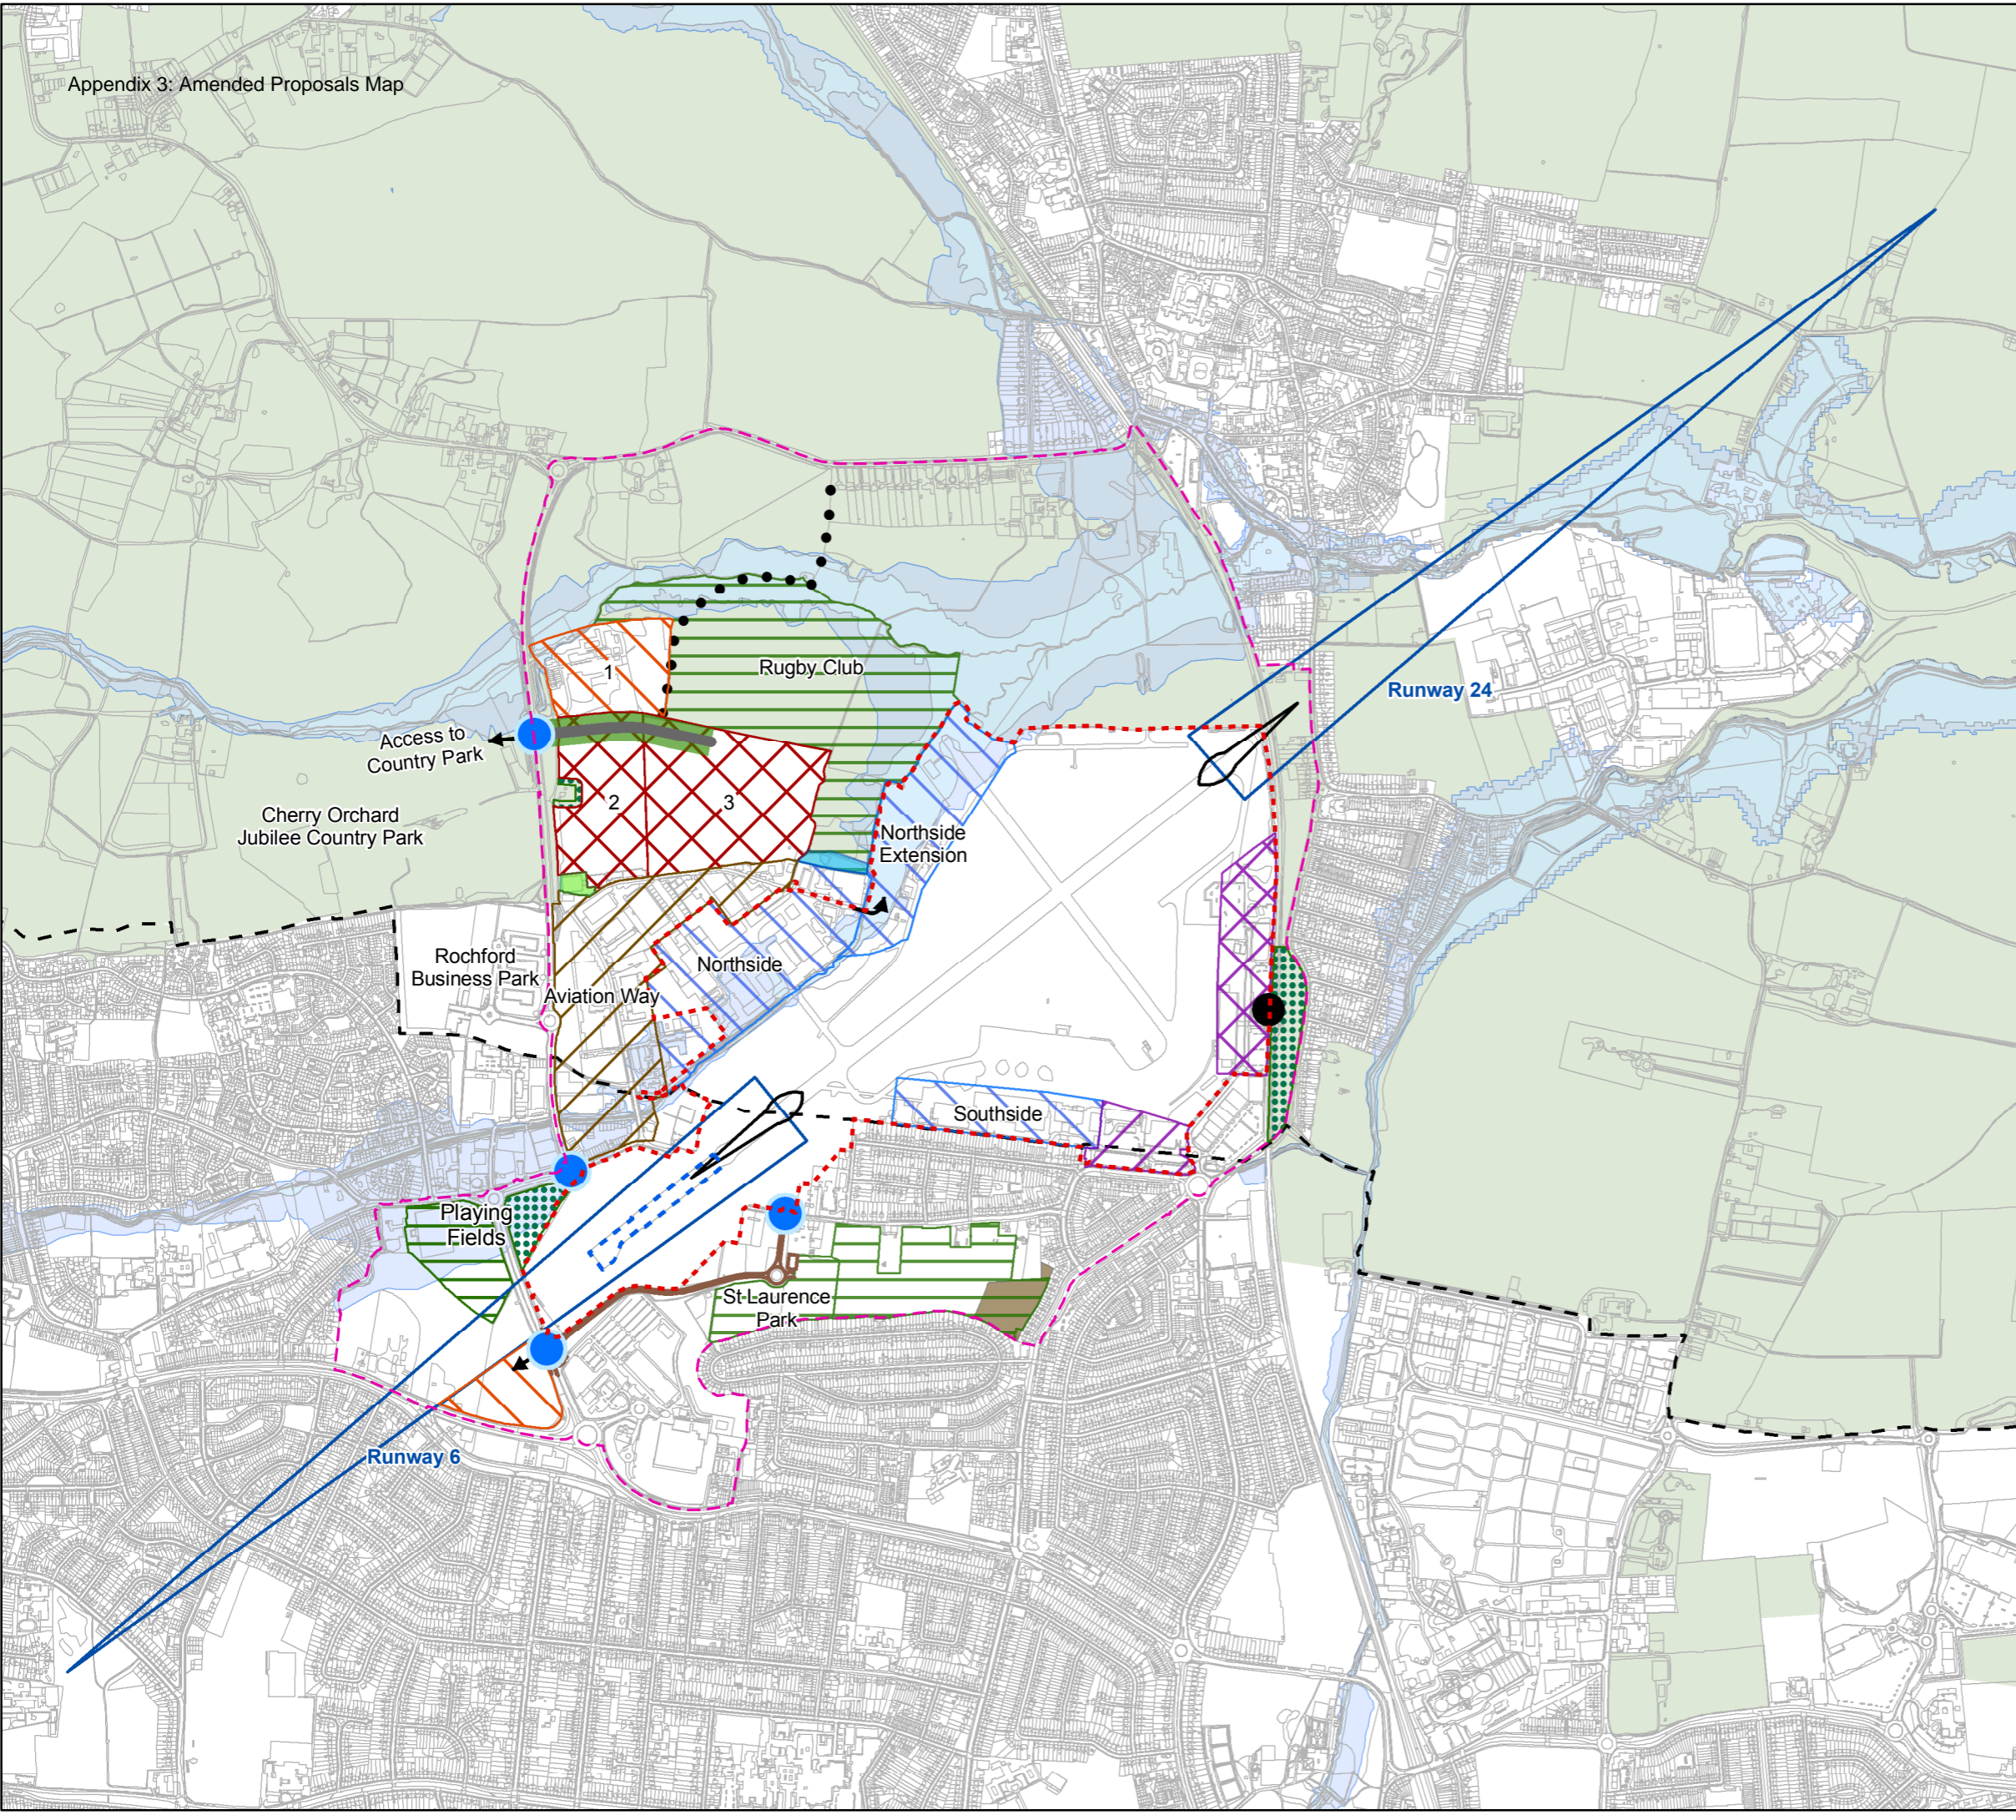 Appendix 3: Amended Proposals Map
1
Rugby Club
Runway 24
Access to
Country Park
2
3
Cherry Orchard
Jubilee Country Park
Northside
Extension
Rochford
Business Park
Northside
Aviation Way
Southside
Playing
Fields
St Laurence
Park
Runway 6